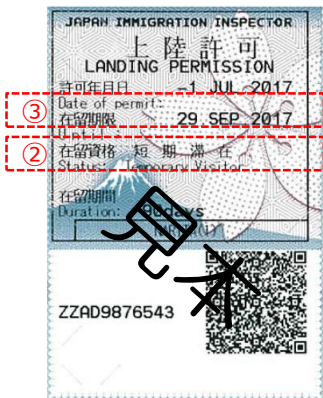 JAPAN IMMIGRATION INSPECTOR
上陸許可
LANDING PERMISSION
許可年月日 -1 JUL 2017
Date of permit:
③
在留期限 29 SEP 2017
Until :
②
在留資格 短期滞在
Status: Temporary Visitor
在留期間
Duration: 90days
見本
ZZAD9876543